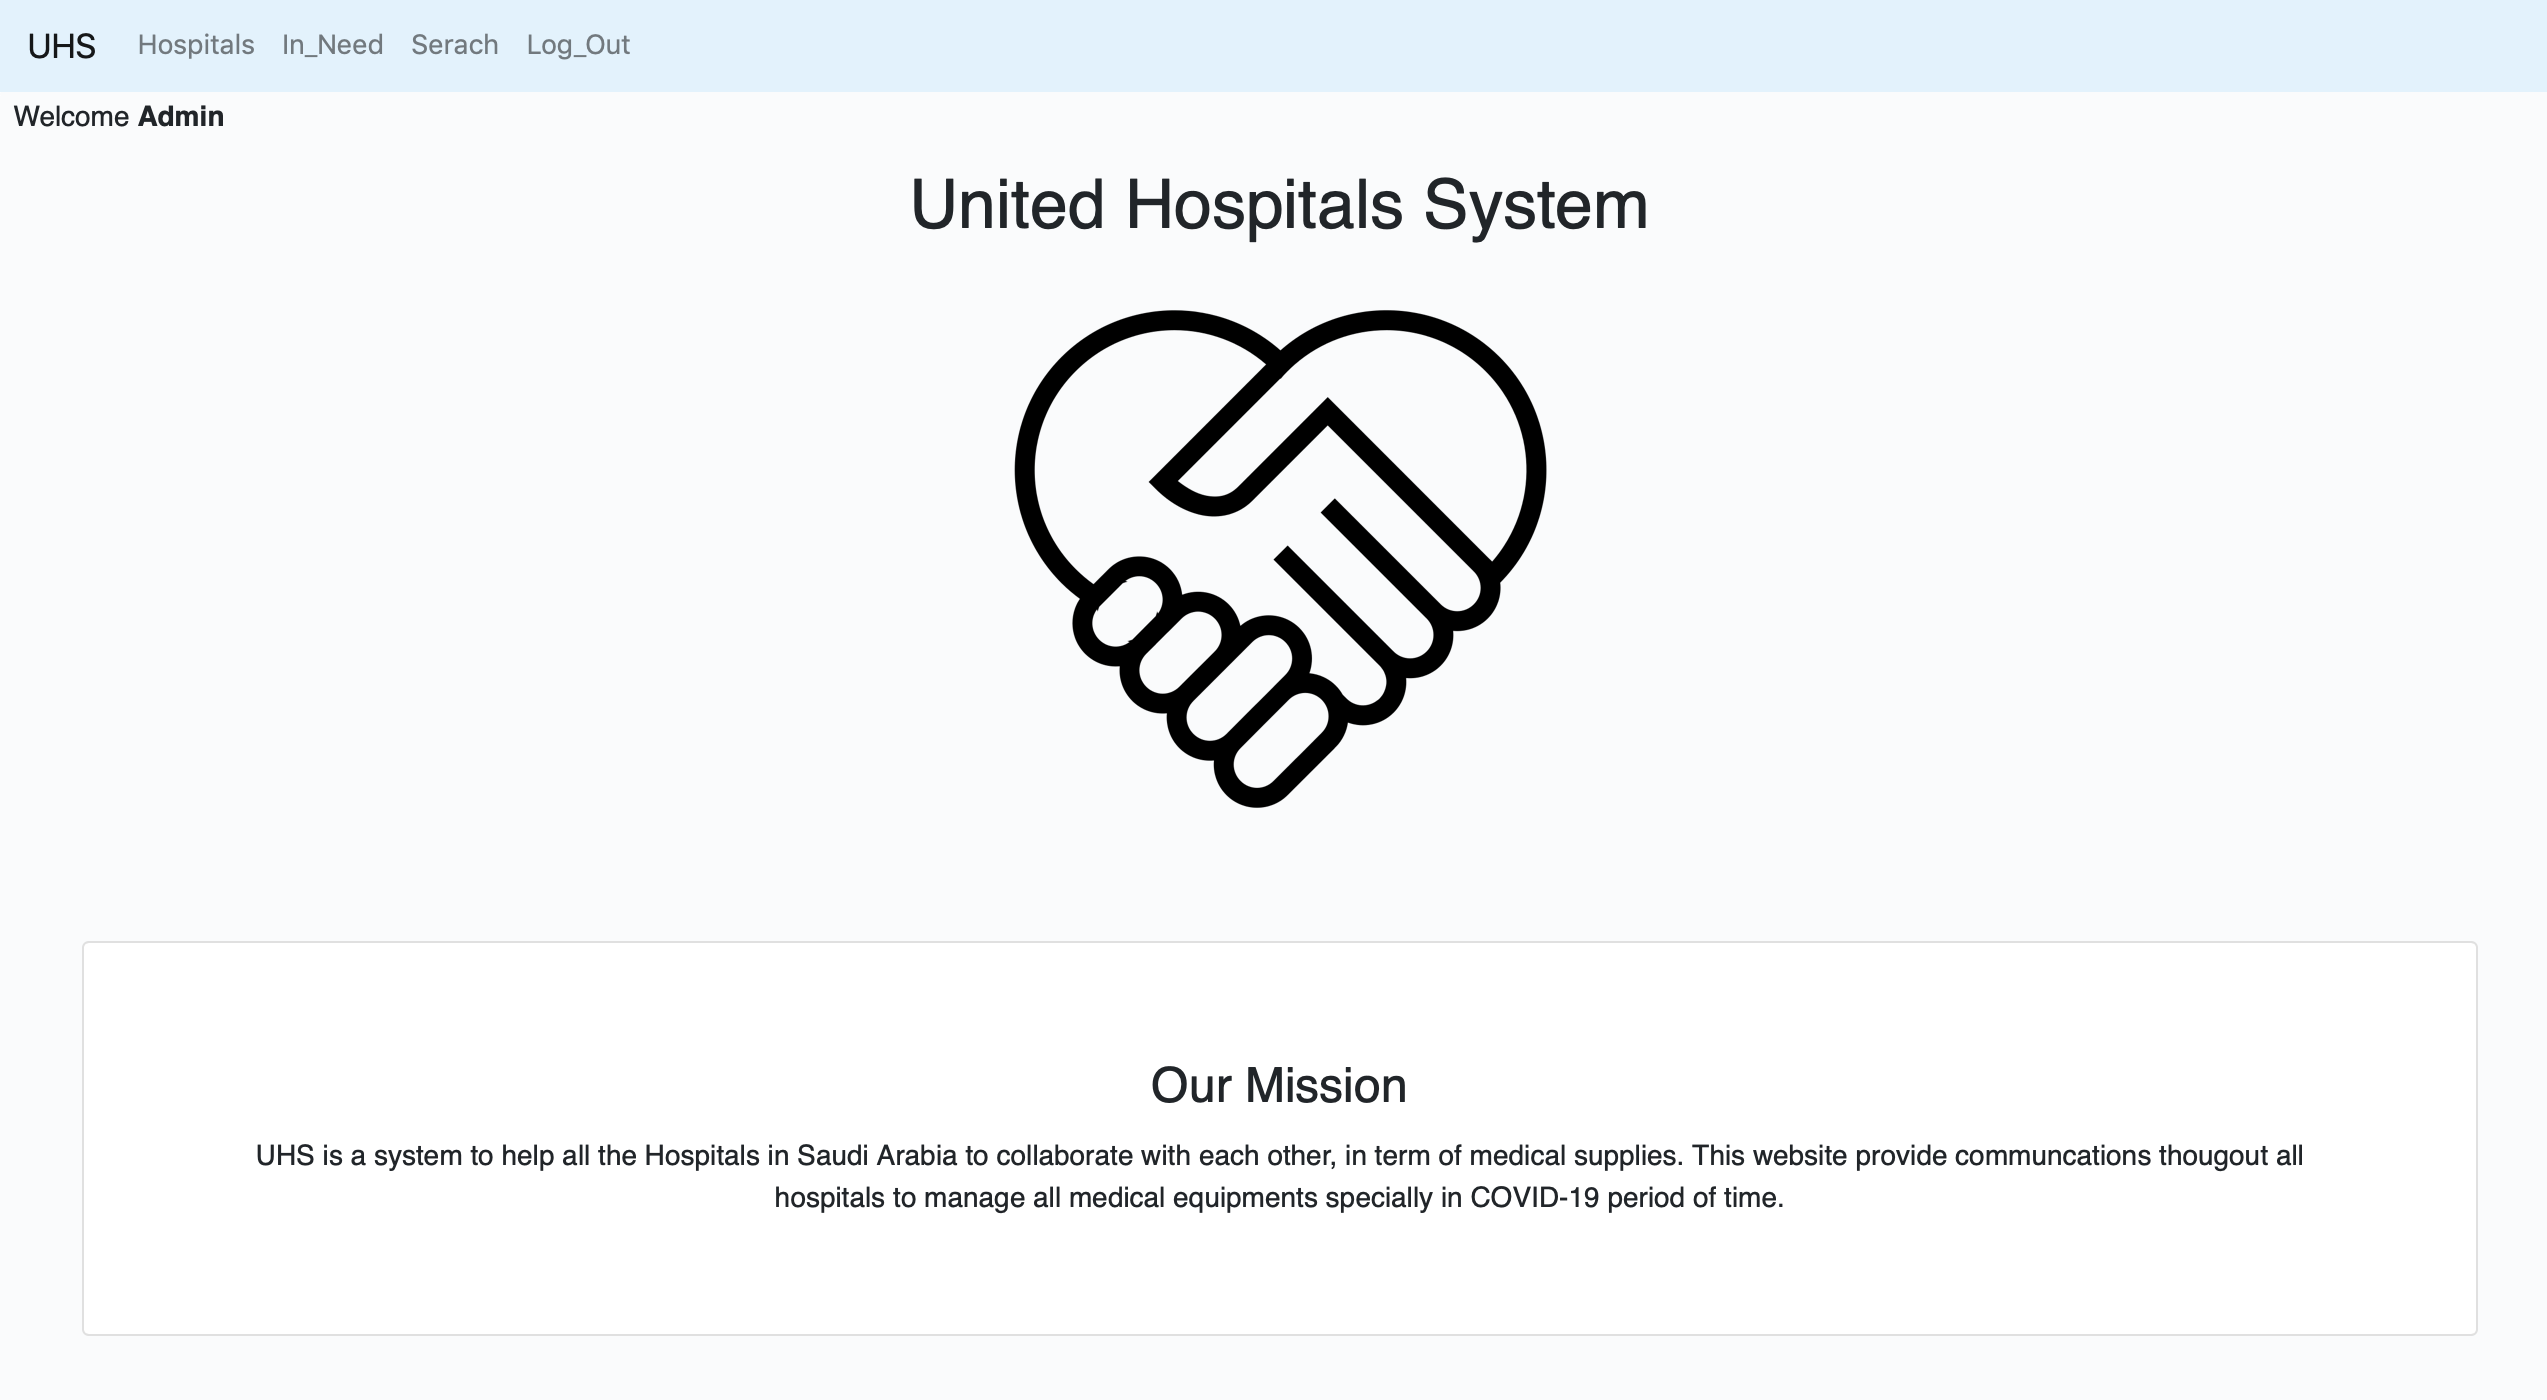 UHS Hospitals In_Need Serach Log_Out
Welcome Admin
United Hospitals System
Our Mission
UHS is a system to help all the Hospitals in Saudi Arabia to collaborate with each other, in term of medical supplies. This website provide communcations thougout all
hospitals to manage all medical equipments specially in COVID-19 period of time.